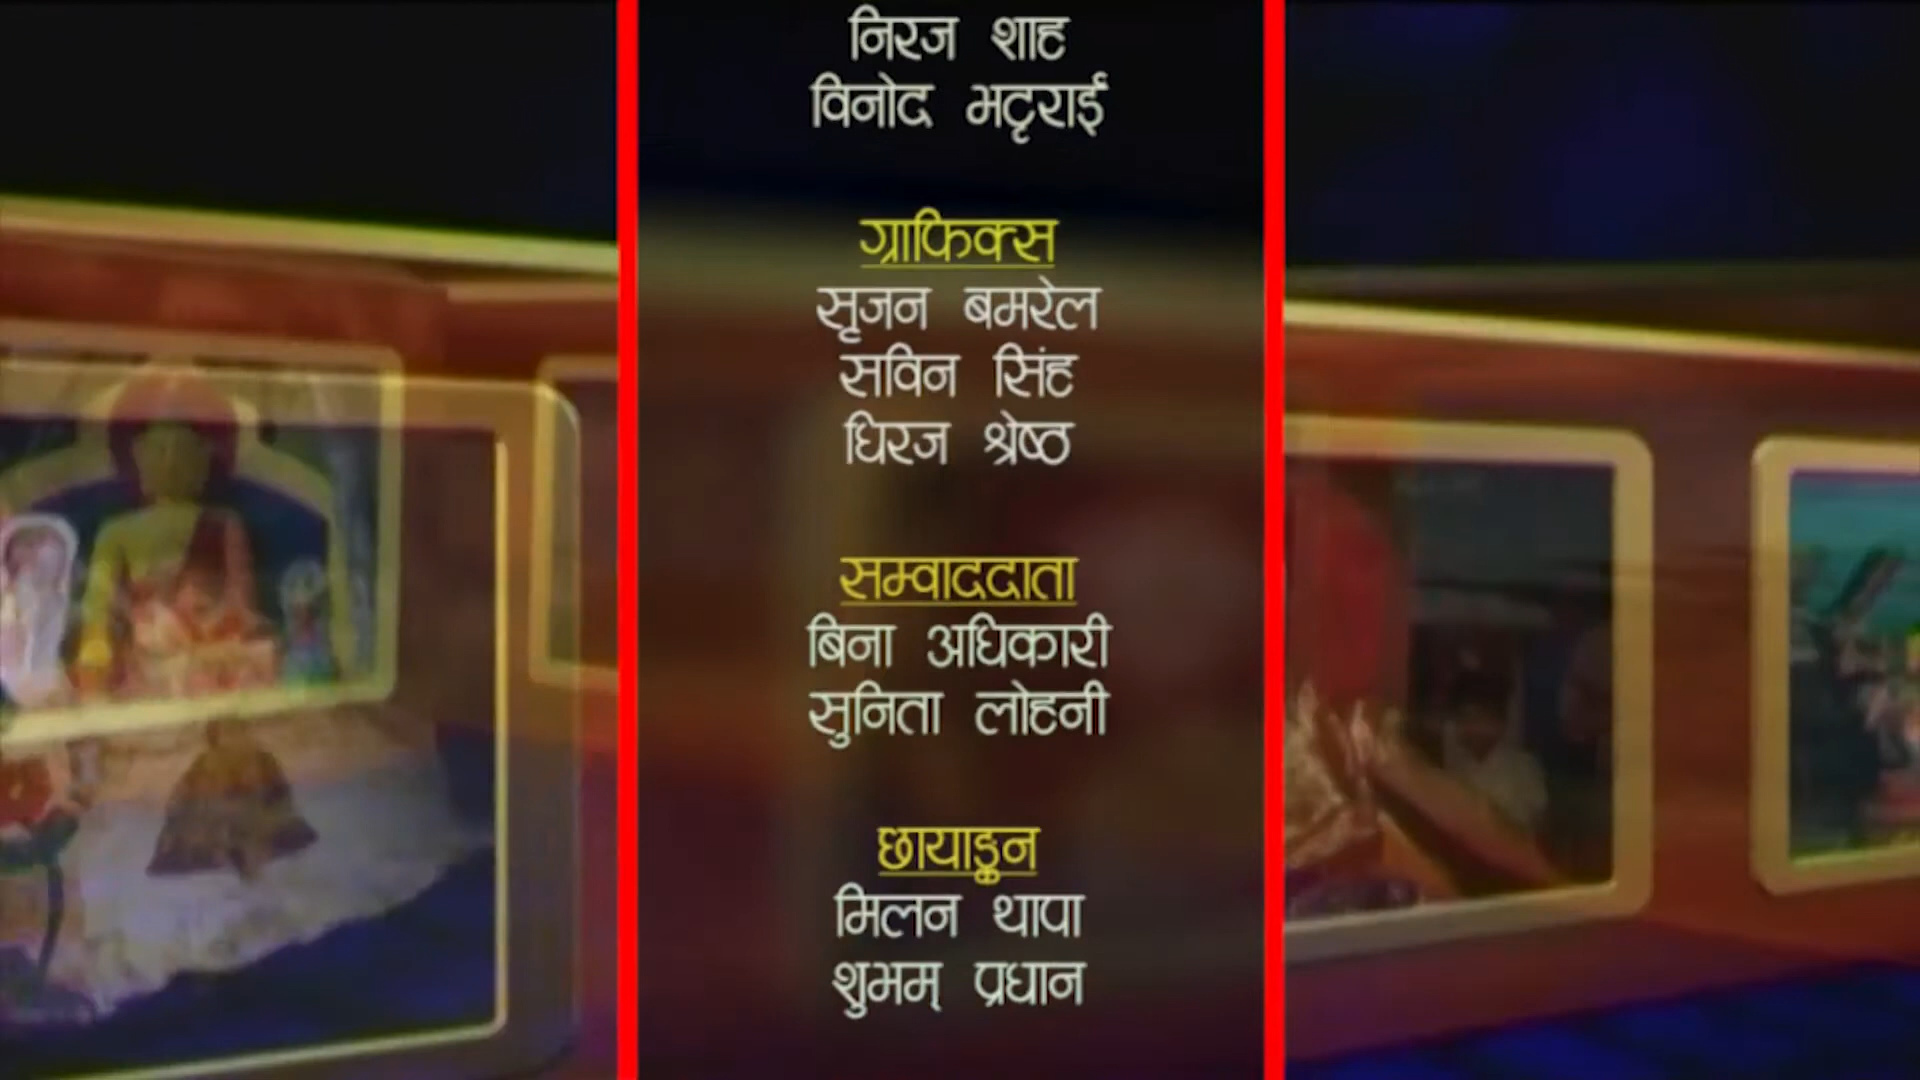 निरज शाह
विनोद भट्टराई
ग्राफिक्स
सृजन बमरेल
सविन सिंह
धिरज श्रेष्ठ
सम्वाददाता
बिना अधिकारी
सुनिता लोहनी
छायाङ्कन
मिलन थापा
शुभम् प्रधान